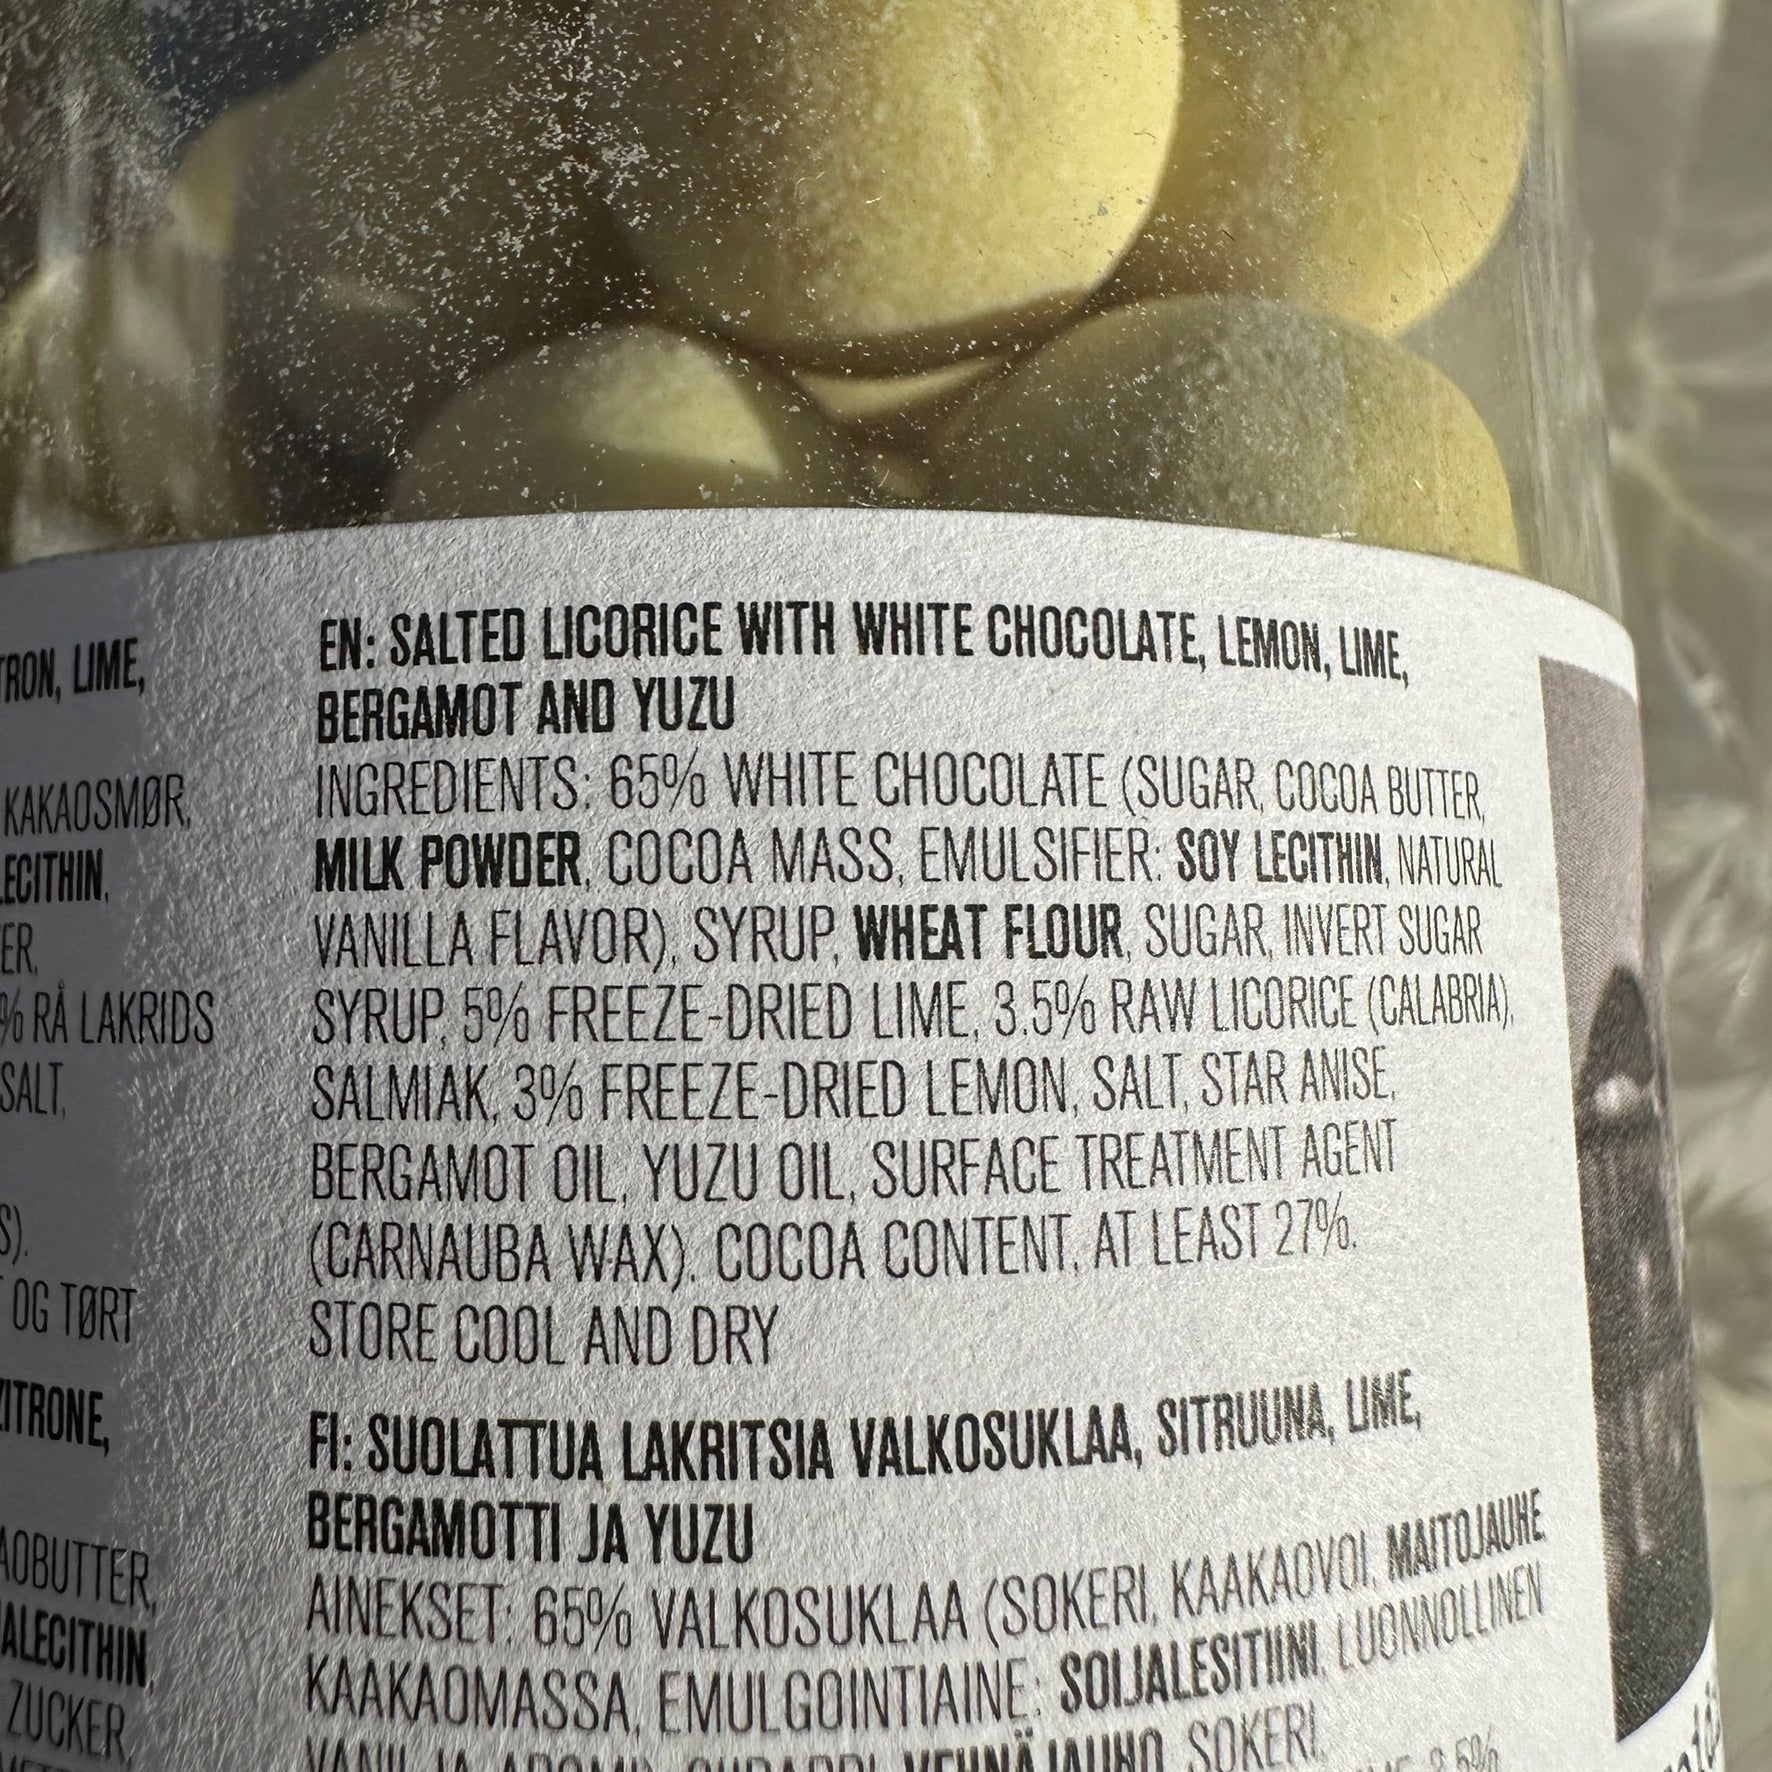 TRON, LIME,
KAKAOSMØR,
LECITHIN,
ER,
% RÅ LAKRIDS
SALT,
S).
OG TØRT
ZITRONE,
AOBUTTER,
ALECITHIN,
ZUCKER,
EN: SALTED LICORICE WITH WHITE CHOCOLATE, LEMON, LIME,
BERGAMOT AND YUZU
INGREDIENTS: 65% WHITE CHOCOLATE (SUGAR, COCOA BUTTER,
MILK POWDER, COCOA MASS, EMULSIFIER: SOY LECITHIN, NATURAL
VANILLA FLAVOR), SYRUP, WHEAT FLOUR, SUGAR, INVERT SUGAR
SYRUP, 5% FREEZE-DRIED LIME, 3.5% RAW LICORICE (CALABRIA),
SALMIAK, 3% FREEZE-DRIED LEMON, SALT, STAR ANISE,
BERGAMOT OIL, YUZU OIL, SURFACE TREATMENT AGENT
(CARNAUBA WAX). COCOA CONTENT, AT LEAST 27%.
STORE COOL AND DRY
FI: SUOLATTUA LAKRITSIA VALKOSUKLAA, SITRUUNA, LIME,
BERGAMOTTI JA YUZU
AINEKSET: 65% VALKOSUKLAA (SOKERI, KAAKAOVOI, MAITOJAUHE
KAAKAOMASSA, EMULGOINTIAINE: SOIJALESITIINI, LUONNOLLINEN
VEHNÄJAUHO, SOKERI,